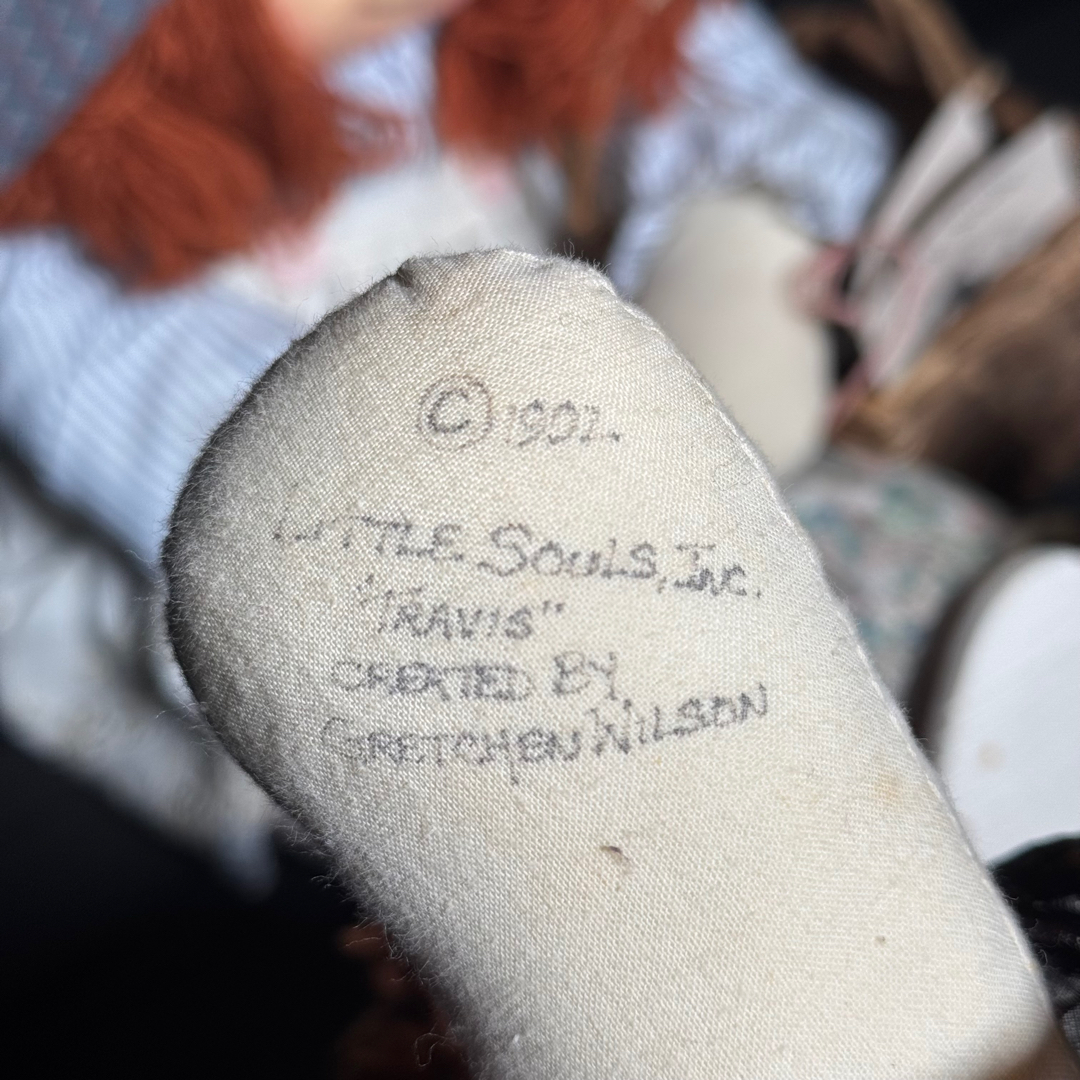 © 1992.
LITTLE SOULS, INC.
"TRAVIS"
CREATED BY
GRETCHEN WILSON